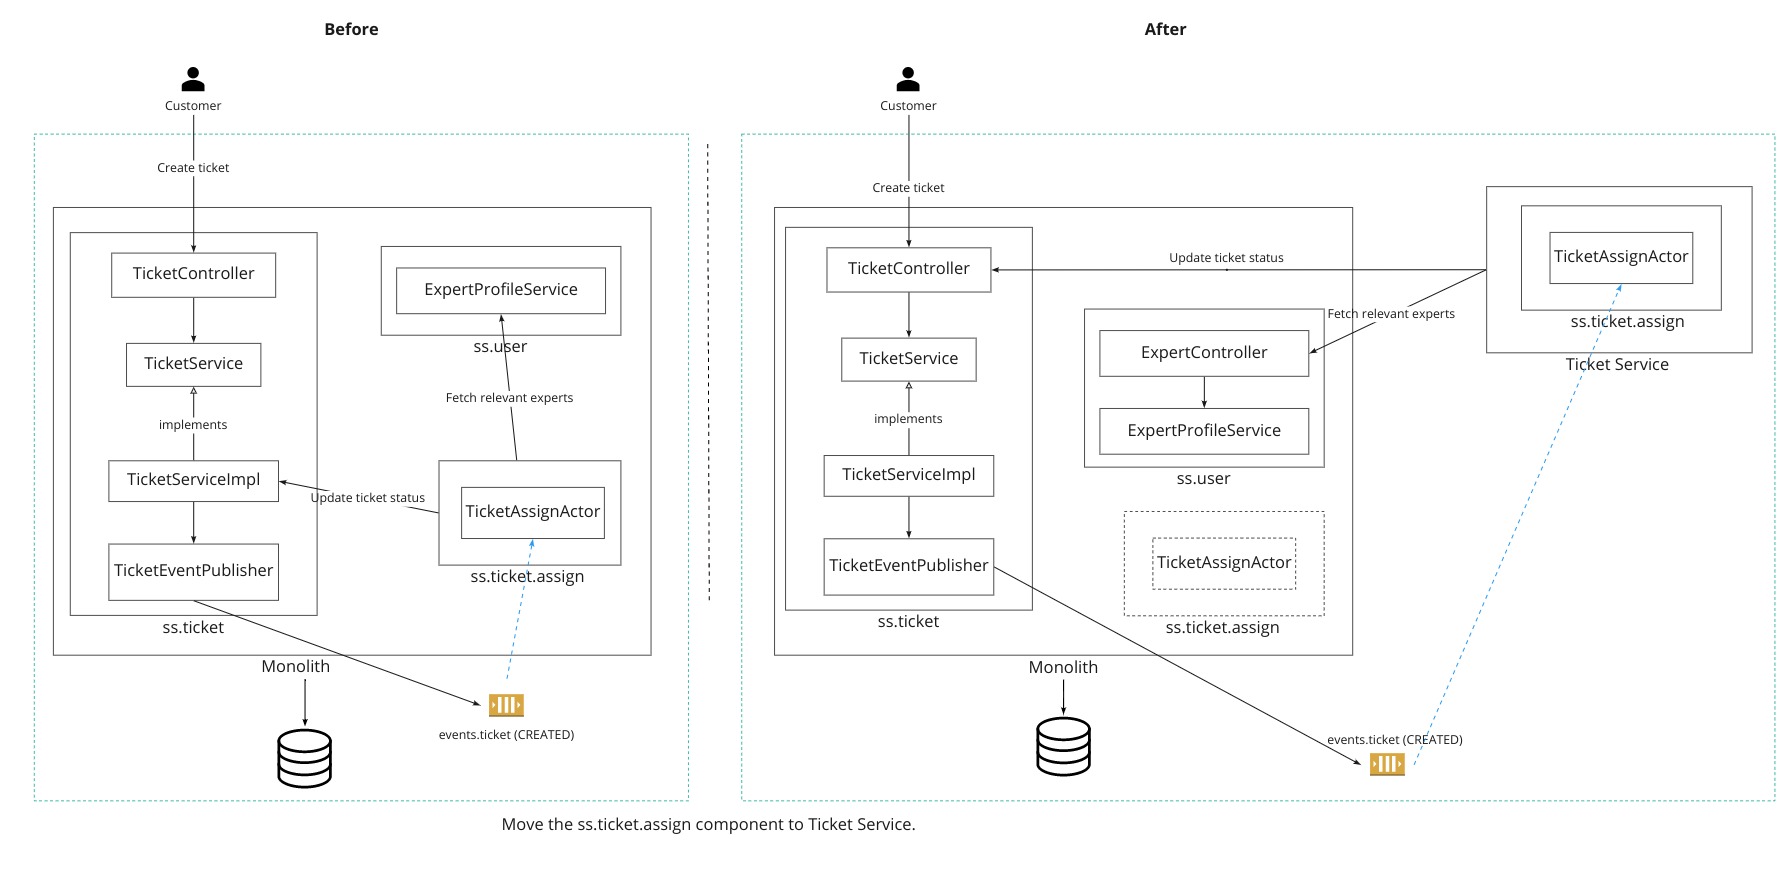 Before
Customer
Create ticket
TicketController
TicketService
implements
TicketServiceImpl
TicketEventPublisher
ss.ticket
ExpertProfileService
ss.user
Fetch relevant experts
Update ticket status
TicketAssignActor
ss.ticket.assign
Monolith
events.ticket (CREATED)
After
Customer
Create ticket
TicketController
TicketService
implements
TicketServiceImpl
TicketEventPublisher
ss.ticket
Update ticket status
Fetch relevant experts
ExpertController
ExpertProfileService
ss.user
TicketAssignActor
ss.ticket.assign
Monolith
TicketAssignActor
ss.ticket.assign
Ticket Service
events.ticket (CREATED)
Move the ss.ticket.assign component to Ticket Service.